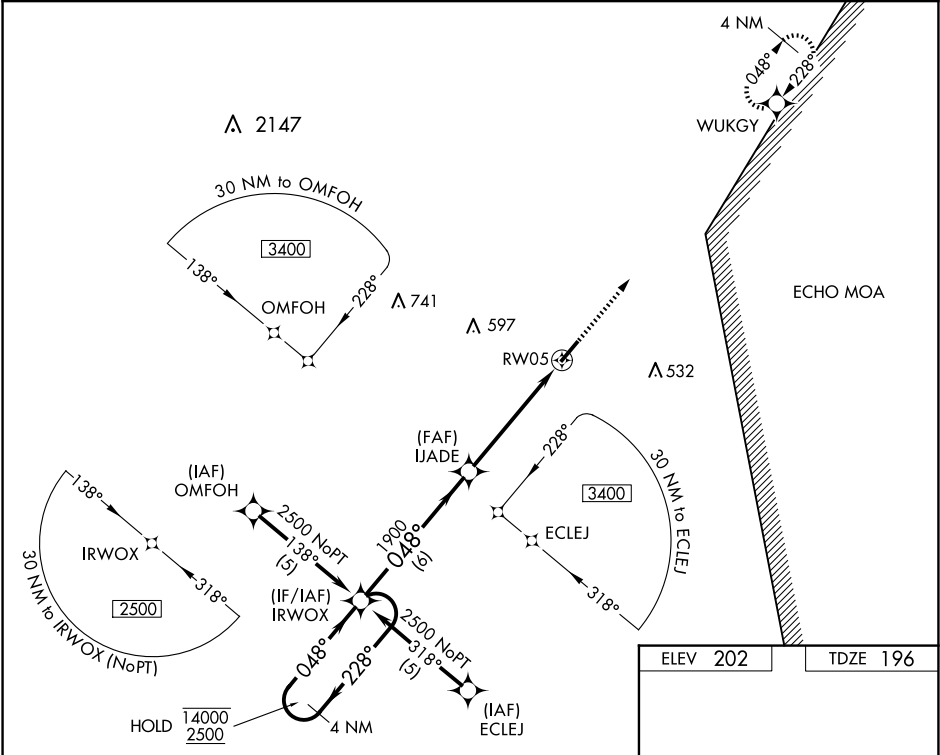 4 NM
048°
228°
WUKGY
2147
30 NM to OMFOH
3400
138°
228°
OMFOH
741
597
532
ECHO MOA
RW05
(FAF)
IJADE
228°
30 NM to ECLEJ
3400
ECLEJ
318°
(IAF)
OMFOH
2500 NoPT
138°
(5)
1900
048°
(6)
138°
IRWOX
318°
2500
30 NM to IRWOX (NoPT)
(IF/IAF)
IRWOX
2500 NoPT
318°
(5)
048°
228°
HOLD 14000
2500
4 NM
(IAF)
ECLEJ
ELEV 202
TDZE 196